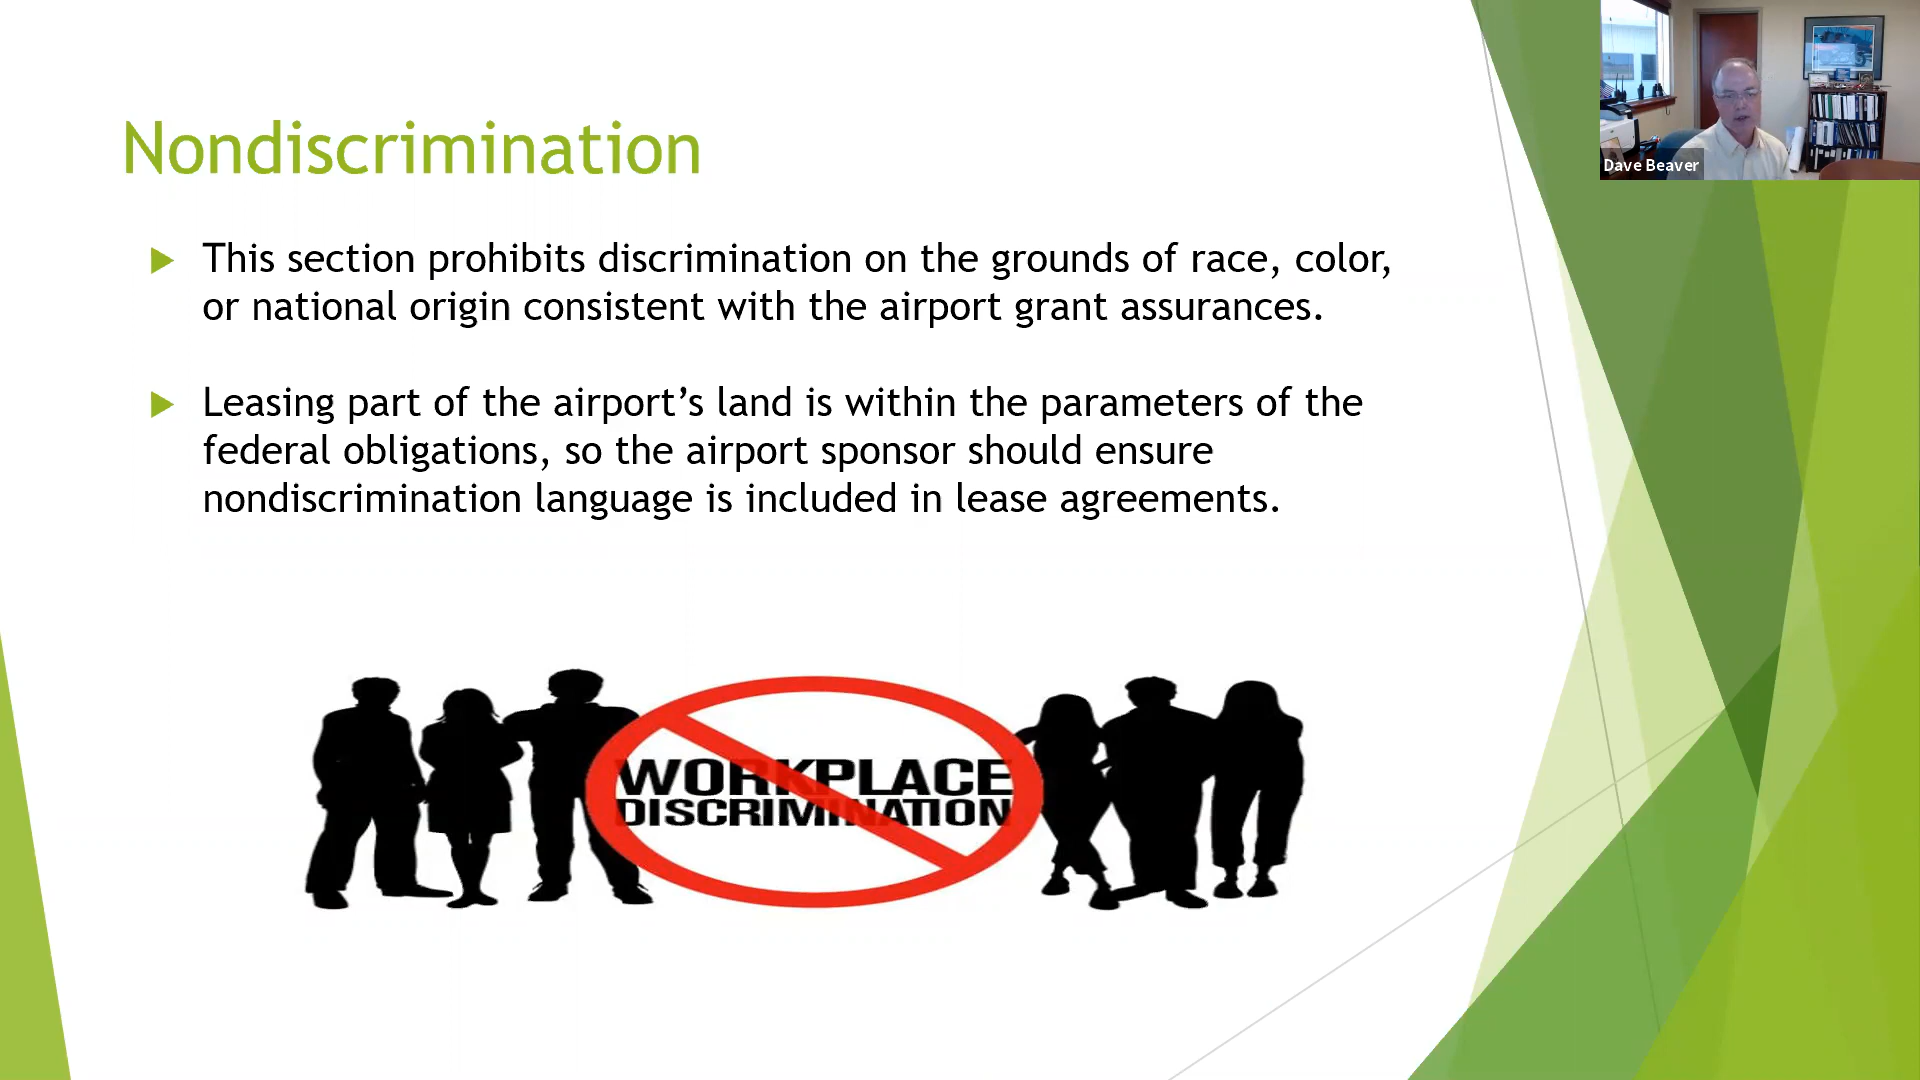 Nondiscrimination
This section prohibits discrimination on the grounds of race, color,
or national origin consistent with the airport grant assurances.
Leasing part of the airport’s land is within the parameters of the
federal obligations, so the airport sponsor should ensure
nondiscrimination language is included in lease agreements.
WORKPLACE
DISCRIMINATION
Dave Beaver